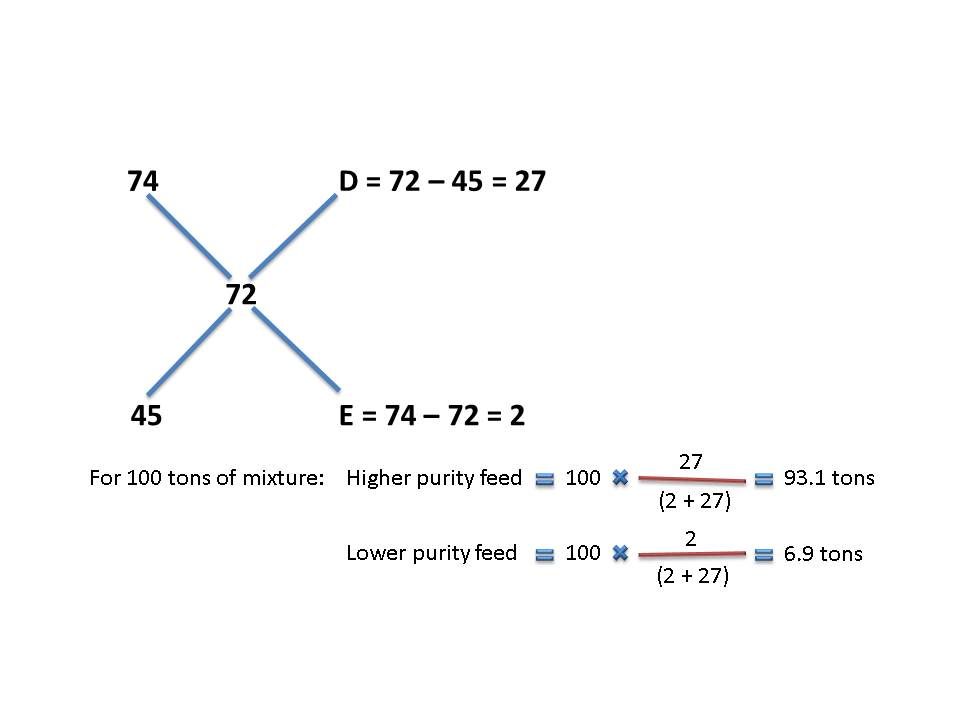 74 D = 72 – 45 = 27
72
45 E = 74 – 72 = 2
27
For 100 tons of mixture: Higher purity feed = 100 × 93.1 tons
(2 + 27)
2
Lower purity feed = 100 × = 6.9 tons
(2 + 27)